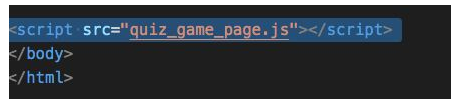 <script src="quiz_game_page.js"></script>
</body>
</html>